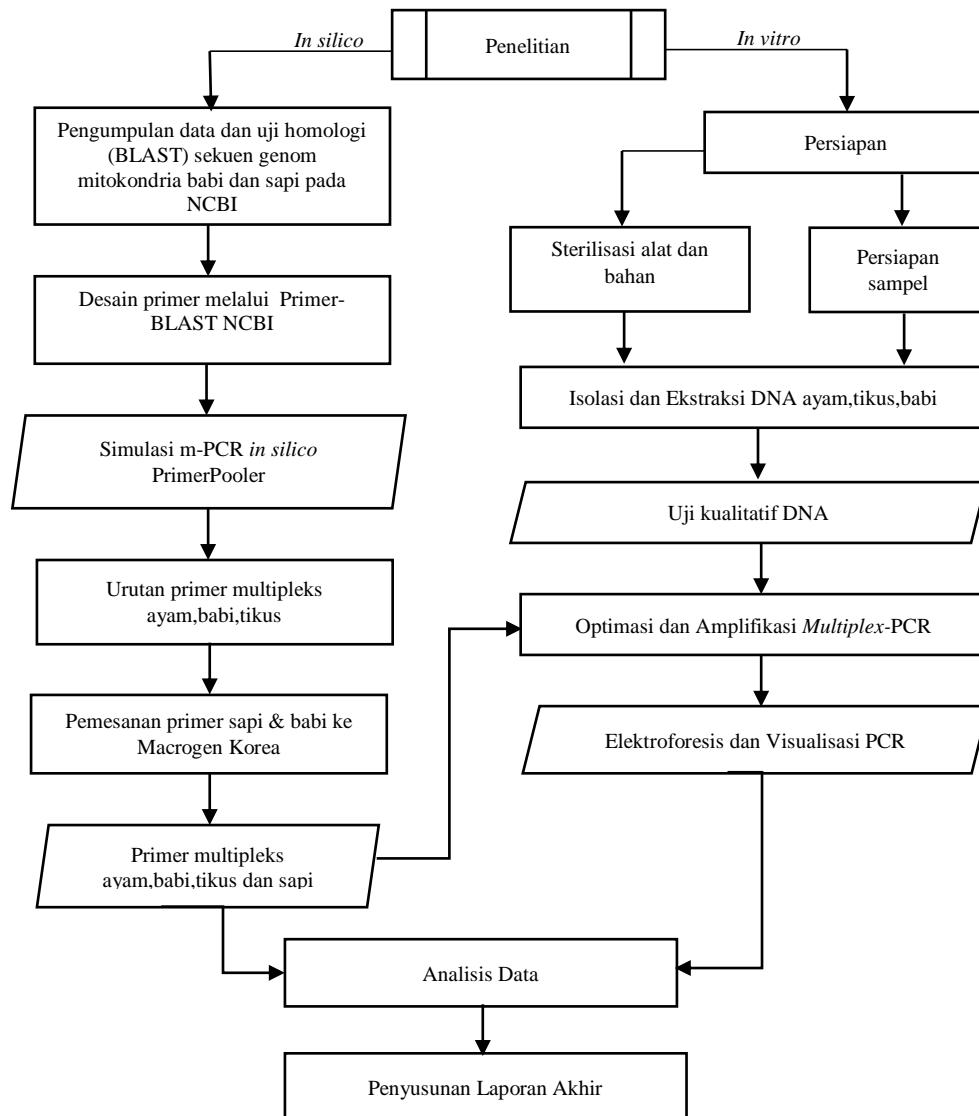 In silico
Penelitian
In vitro
Pengumpulan data dan uji homologi
(BLAST) sekuen genom
mitokondria babi dan sapi pada
NCBI
Desain primer melalui Primer-
BLAST NCBI
Simulasi m-PCR in silico
PrimerPooler
Urutan primer multipleks
ayam,babi,tikus
Pemesanan primer sapi & babi ke
Macrogen Korea
Primer multipleks
ayam,babi,tikus dan sapi
Persiapan
Sterilisasi alat dan
bahan
Persiapan
sampel
Isolasi dan Ekstraksi DNA ayam,tikus,babi
Uji kualitatif DNA
Optimasi dan Amplifikasi Multiplex-PCR
Elektroforesis dan Visualisasi PCR
Analisis Data
Penyusunan Laporan Akhir